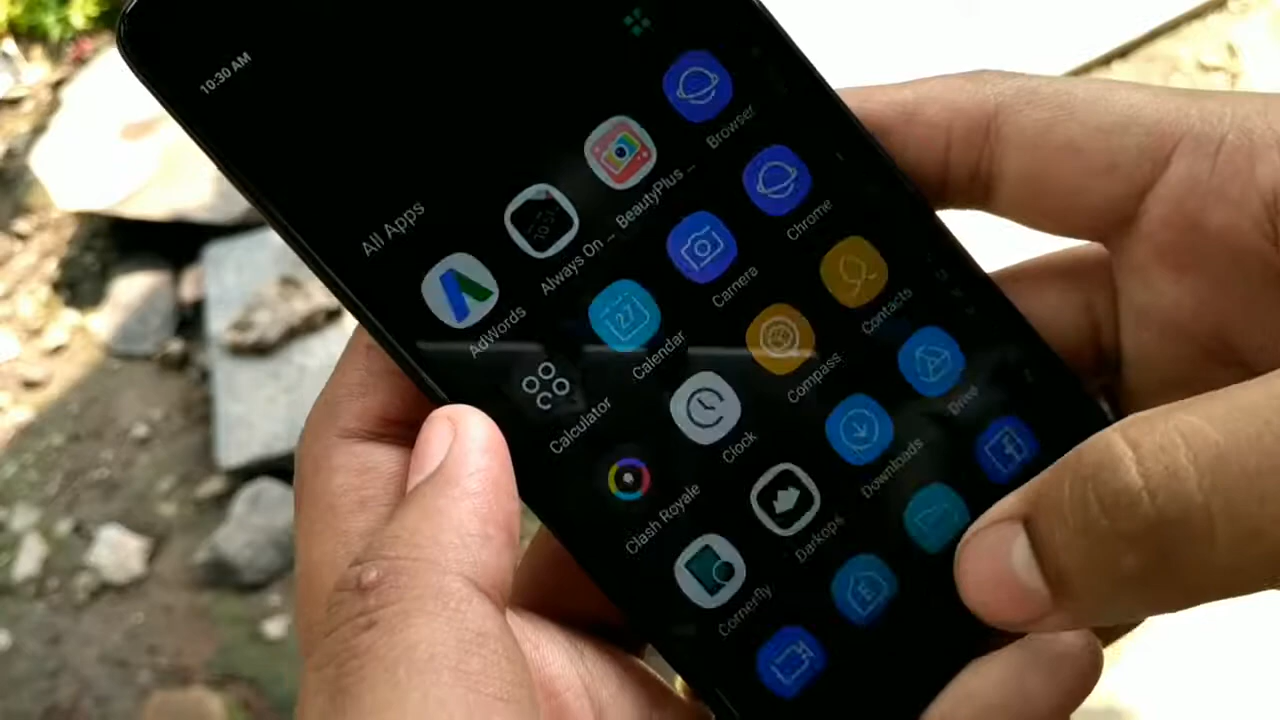 10:30 AM
All Apps
AdWords
Always On ...
BeautyPlus ...
Browser
Calculator
Calendar
Camera
Chrome
Clash Royale
Clock
Compass
Contacts
Cornerfly
Darkops
Downloads
Drive
27
E